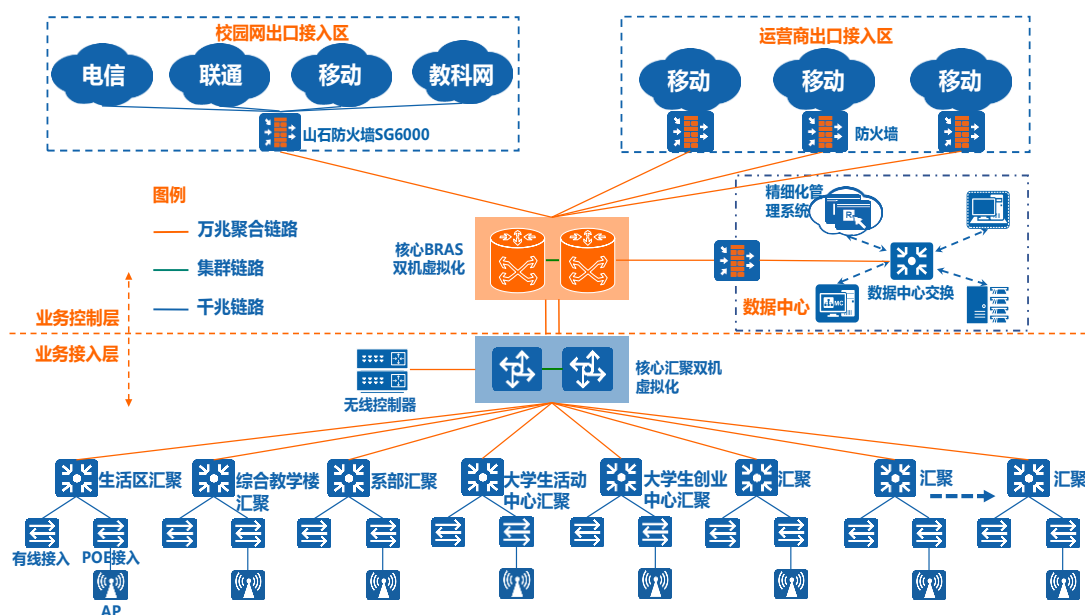 校园网出口接入区
电信
联通
移动
教科网
山石防火墙SG6000
运营商出口接入区
移动
移动
移动
防火墙
图例
万兆聚合链路
集群链路
千兆链路
核心BRAS
双机虚拟化
精细化管
理系统
R
MC
数据中心交换
数据中心
业务控制层
业务接入层
无线控制器
核心汇聚双机
虚拟化
生活区汇聚
综合教学楼
汇聚
系部汇聚
大学生活动
中心汇聚
大学生创业
中心汇聚
汇聚
汇聚
汇聚
有线接入
POE接入
AP